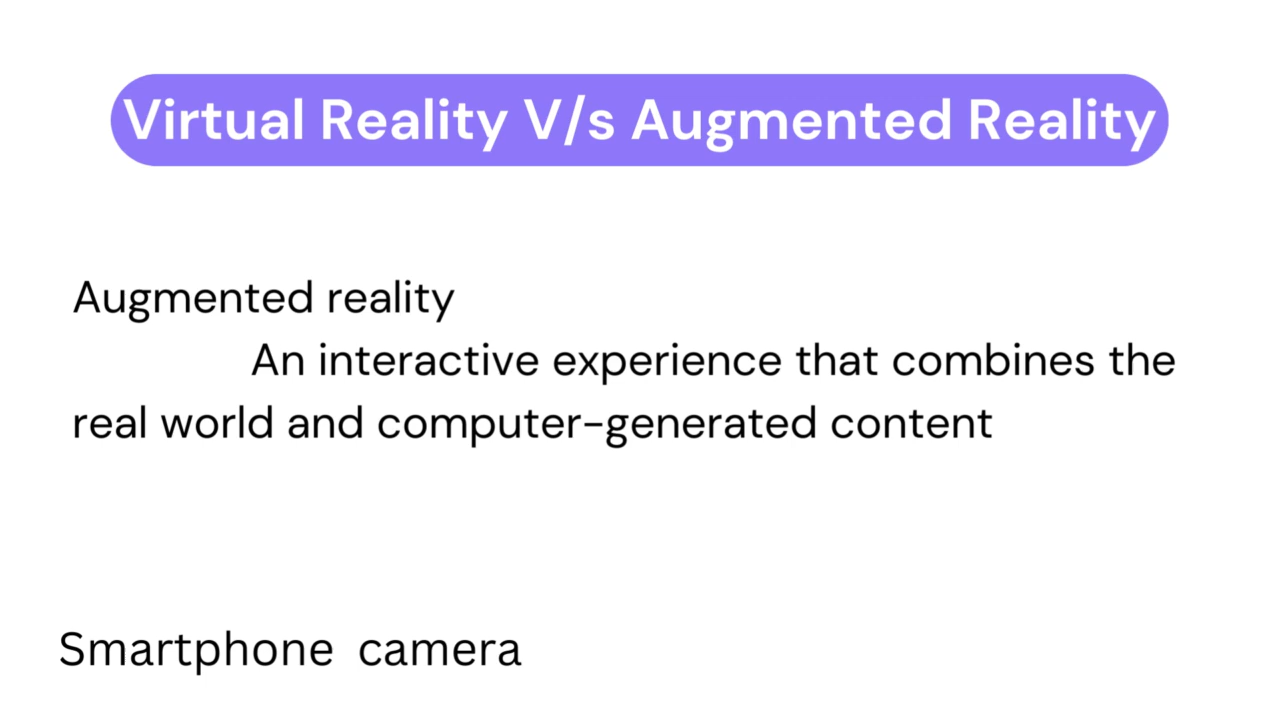 Virtual Reality V/s Augmented Reality
Augmented reality
An interactive experience that combines the
real world and computer-generated content
Smartphone camera